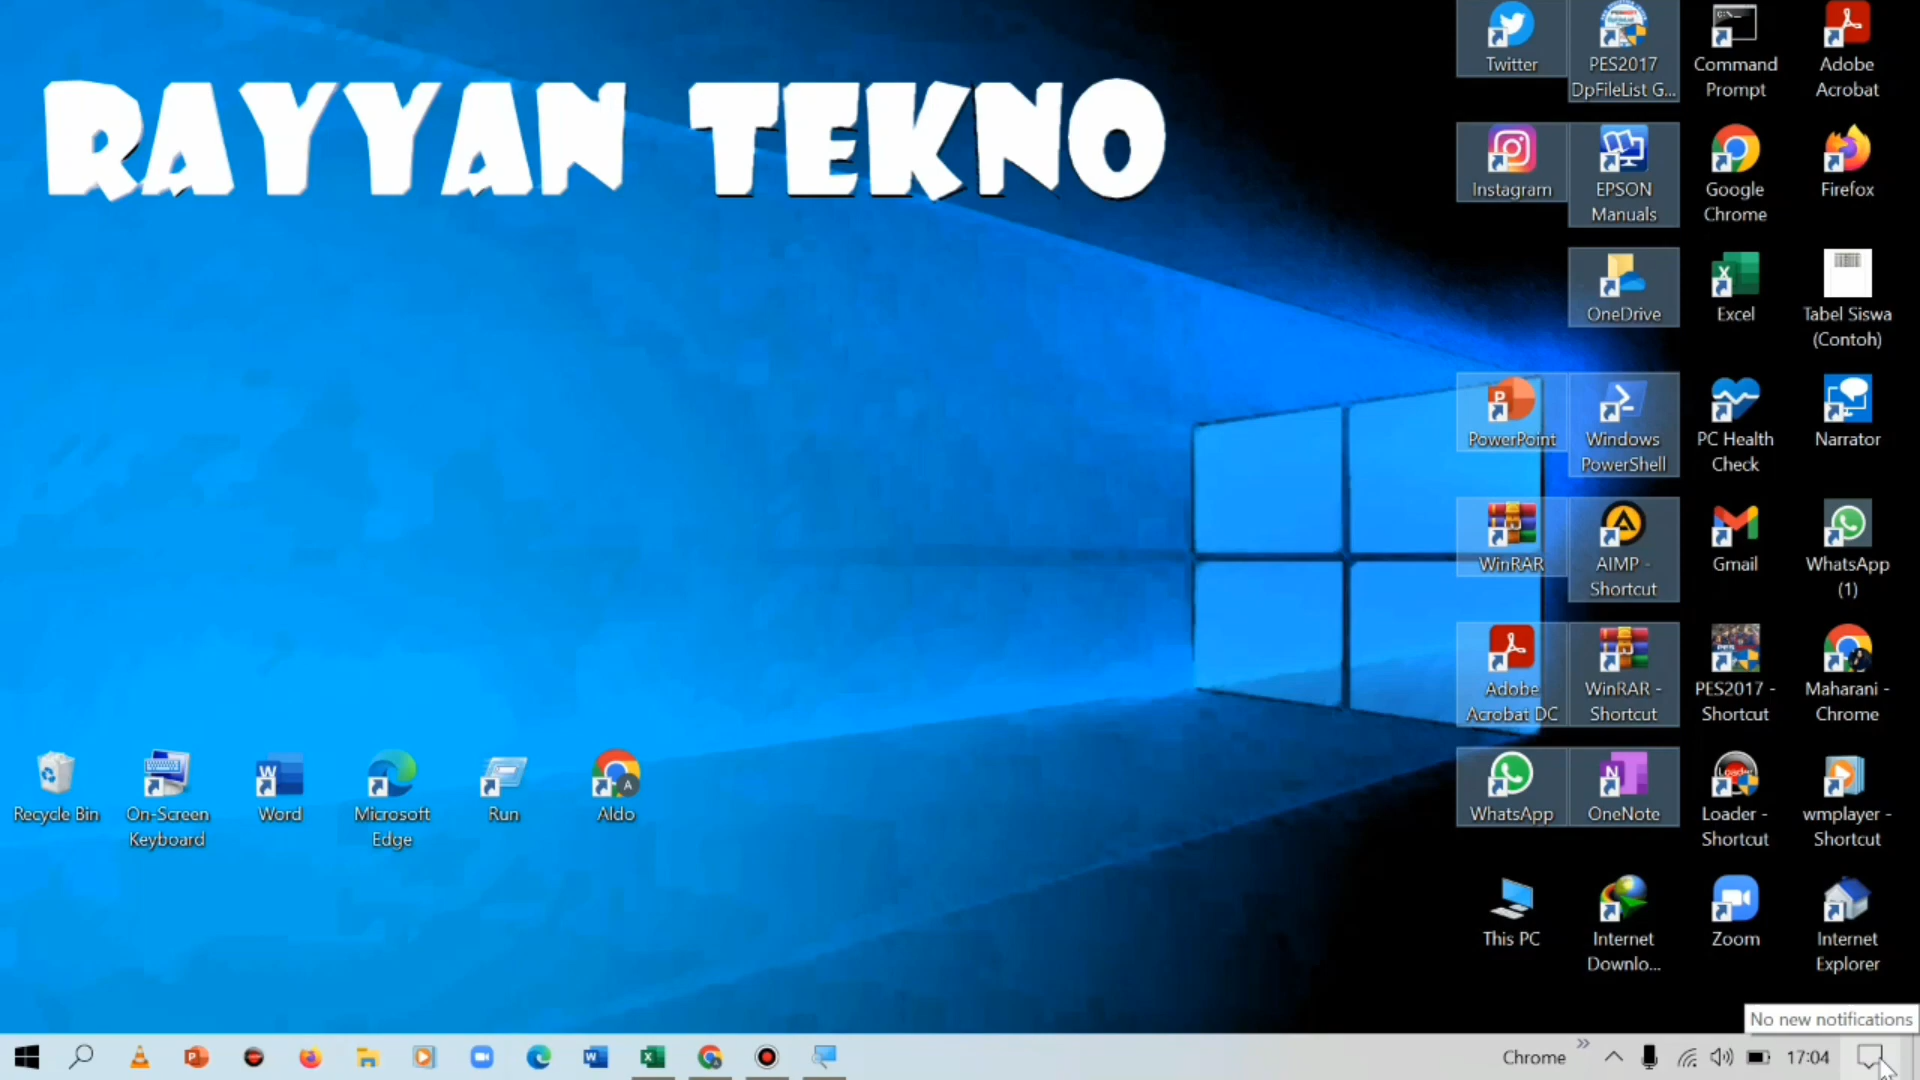 RAYYAN TEKNO
Twitter
PES2017
DpFileList G...
Command
Prompt
Adobe
Acrobat
Instagram
EPSON
Manuals
Google
Chrome
Firefox
OneDrive
Excel
Tabel Siswa
(Contoh)
PowerPoint
Windows
PowerShell
PC Health
Check
Narrator
WinRAR
AIMP -
Shortcut
Gmail
WhatsApp
(1)
Adobe
Acrobat DC
WinRAR -
Shortcut
PES2017 -
Shortcut
Maharani -
Chrome
Recycle Bin
On-Screen
Keyboard
Word
Microsoft
Edge
Run
Aldo
WhatsApp
OneNote
Loader -
Shortcut
wmplayer -
Shortcut
This PC
Internet
Downlo...
Zoom
Internet
Explorer
No new notifications
Chrome
17:04